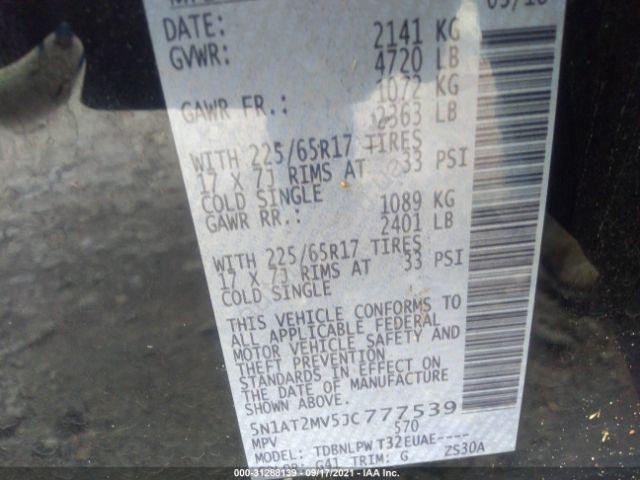 DATE:
GVWR: 2141 KG
4720 LB
GAWR FR.: 1072 KG
2363 LB
WITH 225/65R17 TIRES
17 X 7J RIMS AT 33 PSI
COLD SINGLE
GAWR RR.: 1089 KG
2401 LB
WITH 225/65R17 TIRES
17 X 7J RIMS AT 33 PSI
COLD SINGLE
THIS VEHICLE CONFORMS TO
ALL APPLICABLE FEDERAL
MOTOR VEHICLE SAFETY AND
THEFT PREVENTION
STANDARDS IN EFFECT ON
THE DATE OF MANUFACTURE
SHOWN ABOVE.
5N1AT2MV5JC777539
MPV 570
MODEL: TDBNLPW T32EUAE----
G41 TRIM: G ZS30A
000-31288139 (09/17/2021) IAAI